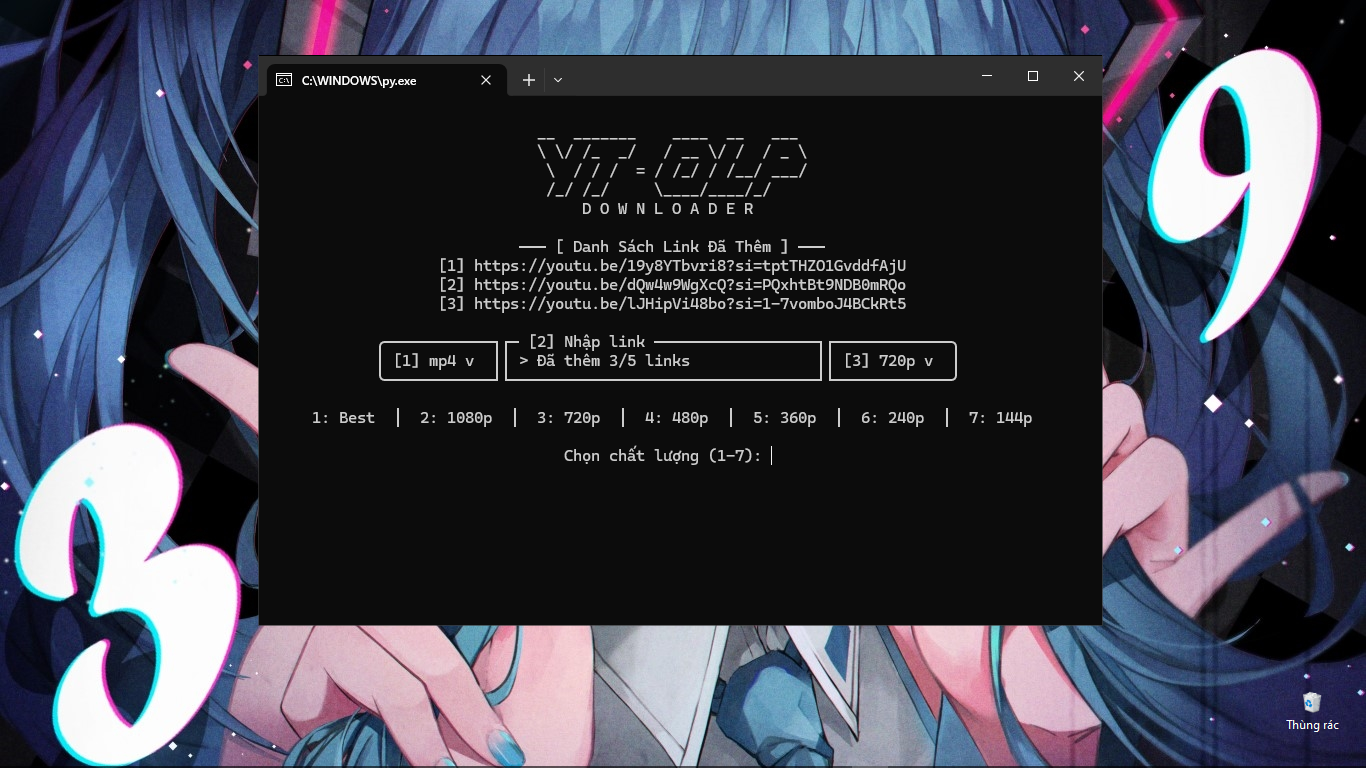 C:\WINDOWS\py.exe
YT-DLP
DOWNLOADER
[ Danh Sách Link Đã Thêm ]
[1] https://youtu.be/19y8YTbvri8?si=tptTHZO1GvddfAjU
[2] https://youtu.be/dQw4w9WgXcQ?si=PQxhtBt9NDB0mRQo
[3] https://youtu.be/lJHipVi48bo?si=1-7vomboJ4BCkRt5
[2] Nhập link
[1] mp4 v
> Đã thêm 3/5 links
[3] 720p v
1: Best | 2: 1080p | 3: 720p | 4: 480p | 5: 360p | 6: 240p | 7: 144p
Chọn chất lượng (1-7):
3
9
Thùng rác